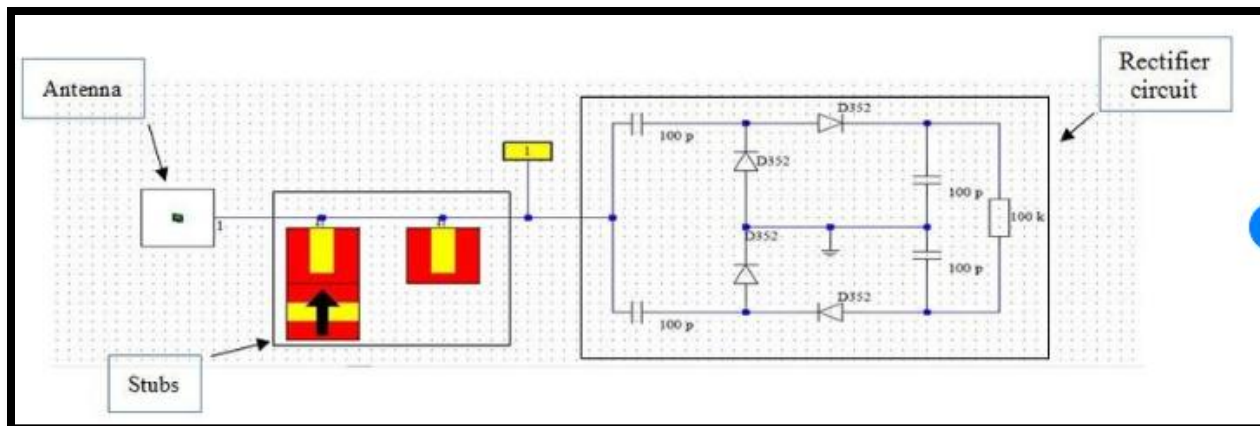 Antenna
Rectifier
circuit
D352
100 p
1
D352
1
100 p
100 k
D352
100 p
D352
100 p
Stubs